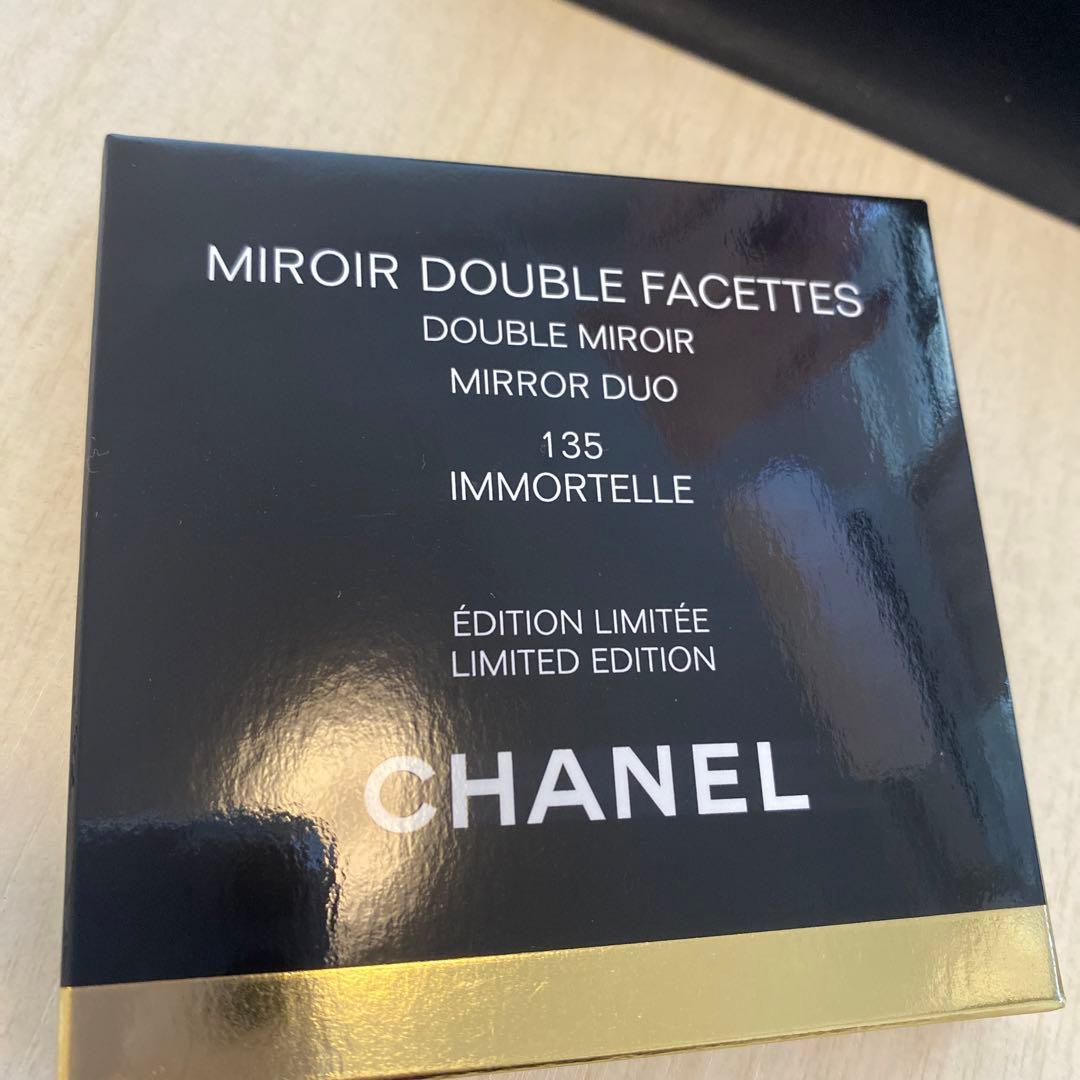 MIROIR DOUBLE FACETTES
DOUBLE MIROIR
MIRROR DUO
135
IMMORTELLE
ÉDITION LIMITÉE
LIMITED EDITION
CHANEL